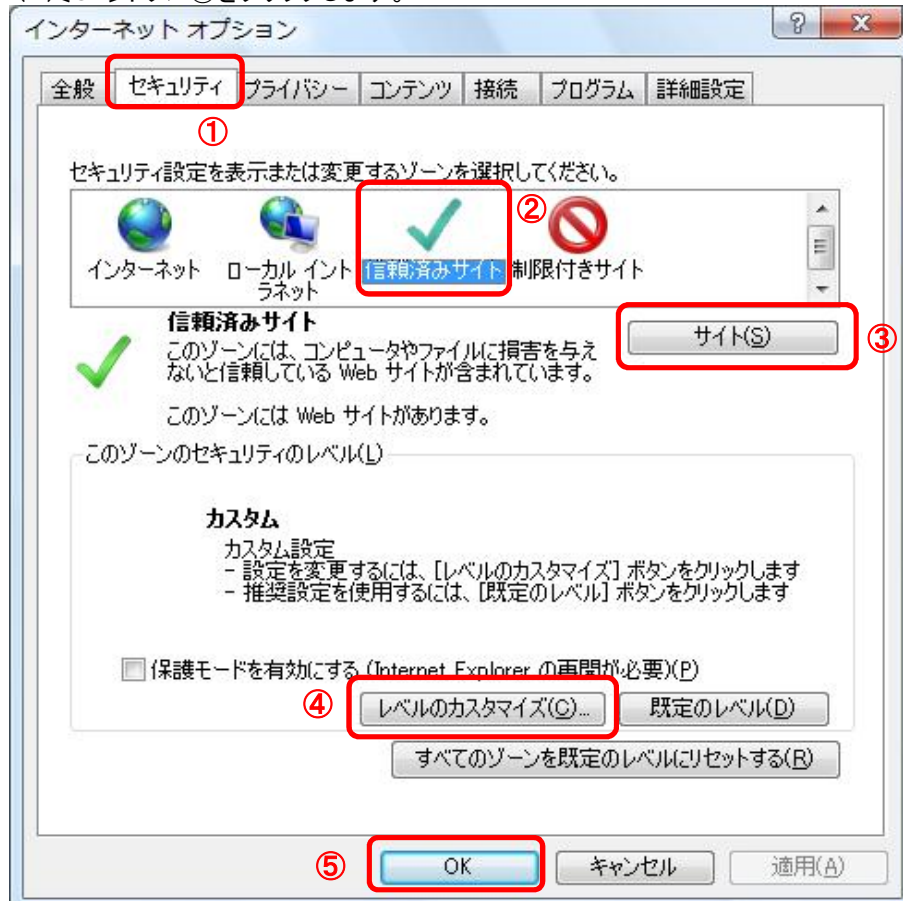 インターネット オプション
全般 セキュリティ プライバシー コンテンツ 接続 プログラム 詳細設定
①
セキュリティ設定を表示または変更するゾーンを選択してください。
②
インターネット ローカル イントラネット 信頼済みサイト 制限付きサイト
信頼済みサイト
サイト(S)
③
このゾーンには、コンピュータやファイルに損害を与え
ないと信頼している Web サイトが含まれています。
このゾーンには Web サイトがあります。
このゾーンのセキュリティのレベル(L)
カスタム
カスタム設定
- 設定を変更するには、[レベルのカスタマイズ] ボタンをクリックします
- 推奨設定を使用するには、[既定のレベル] ボタンをクリックします
保護モードを有効にする (Internet Explorer の再開が必要)(P)
④
レベルのカスタマイズ(C)... 既定のレベル(D)
すべてのゾーンを既定のレベルにリセットする(R)
⑤
OK キャンセル 適用(A)